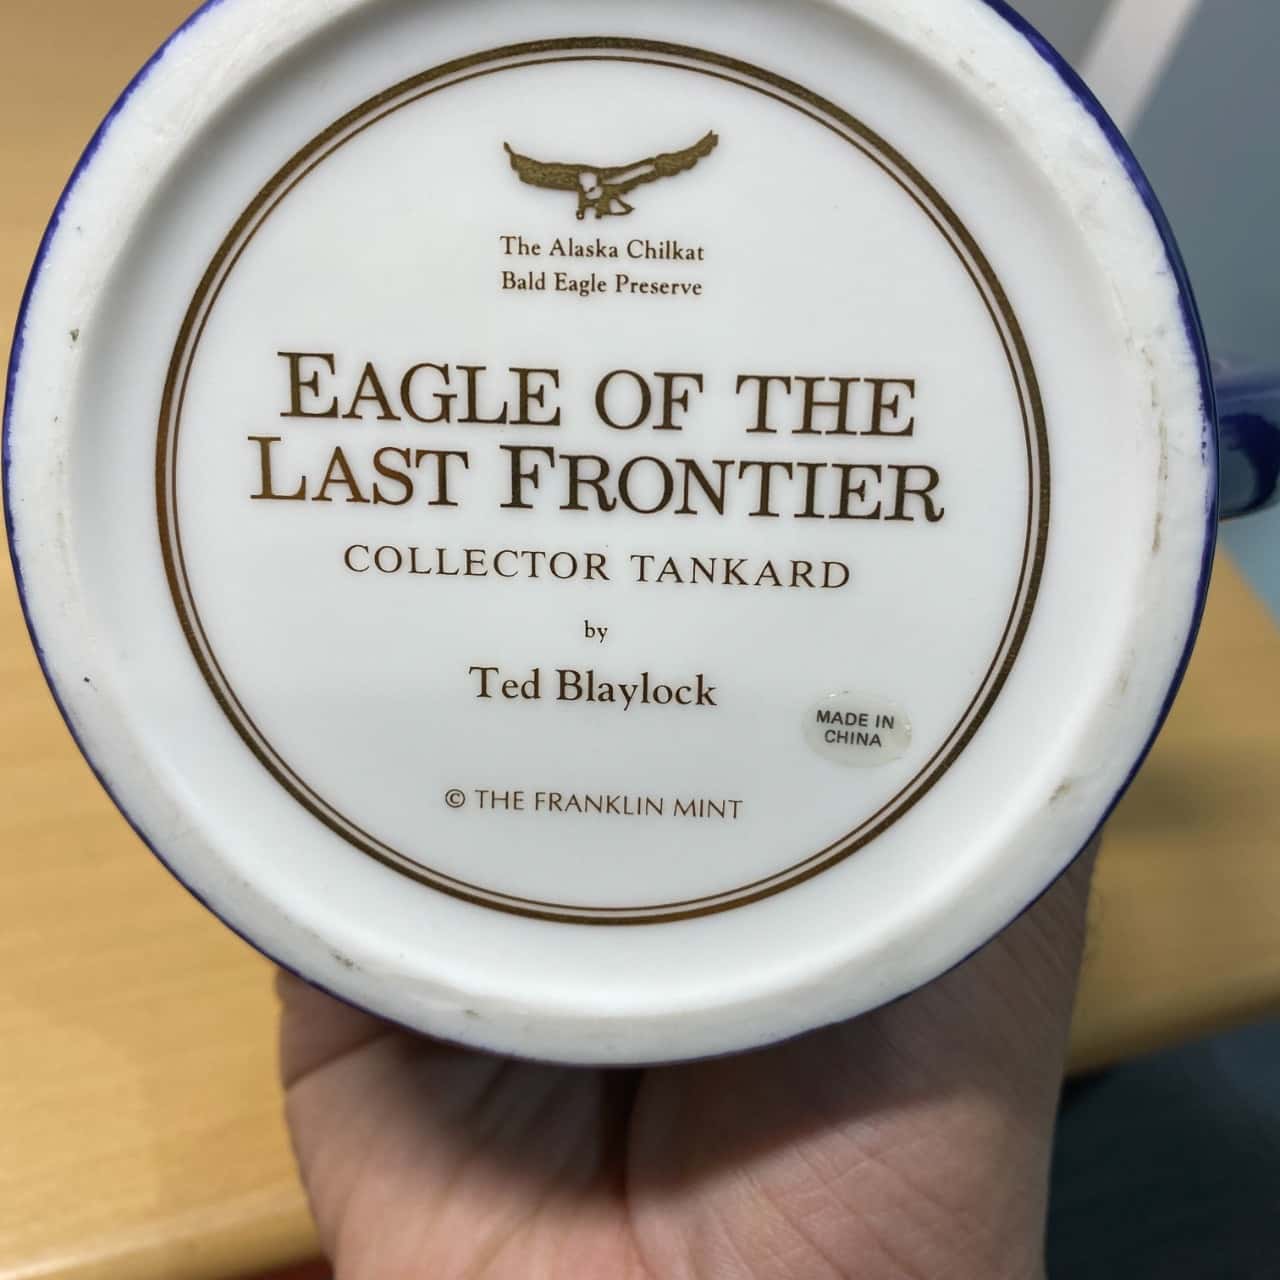 The Alaska Chilkat
Bald Eagle Preserve
EAGLE OF THE
LAST FRONTIER
COLLECTOR TANKARD
by
Ted Blaylock
MADE IN
CHINA
© THE FRANKLIN MINT